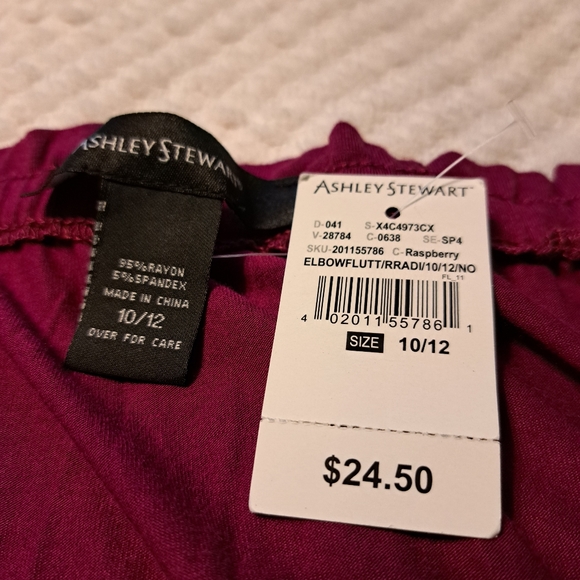 ASHLEY STEWART
95% RAYON
5% SPANDEX
MADE IN CHINA
10/12
OVER FOR CARE
ASHLEY STEWART™
D-041 S-X4C4973CX
V-28784 C-0638 SE-SP4
SKU-201155786 C-Raspberry
ELBOWFLUTT/RRADI/10/12/NO
FL_11
4 02011 55786 1
SIZE 10/12
$24.50